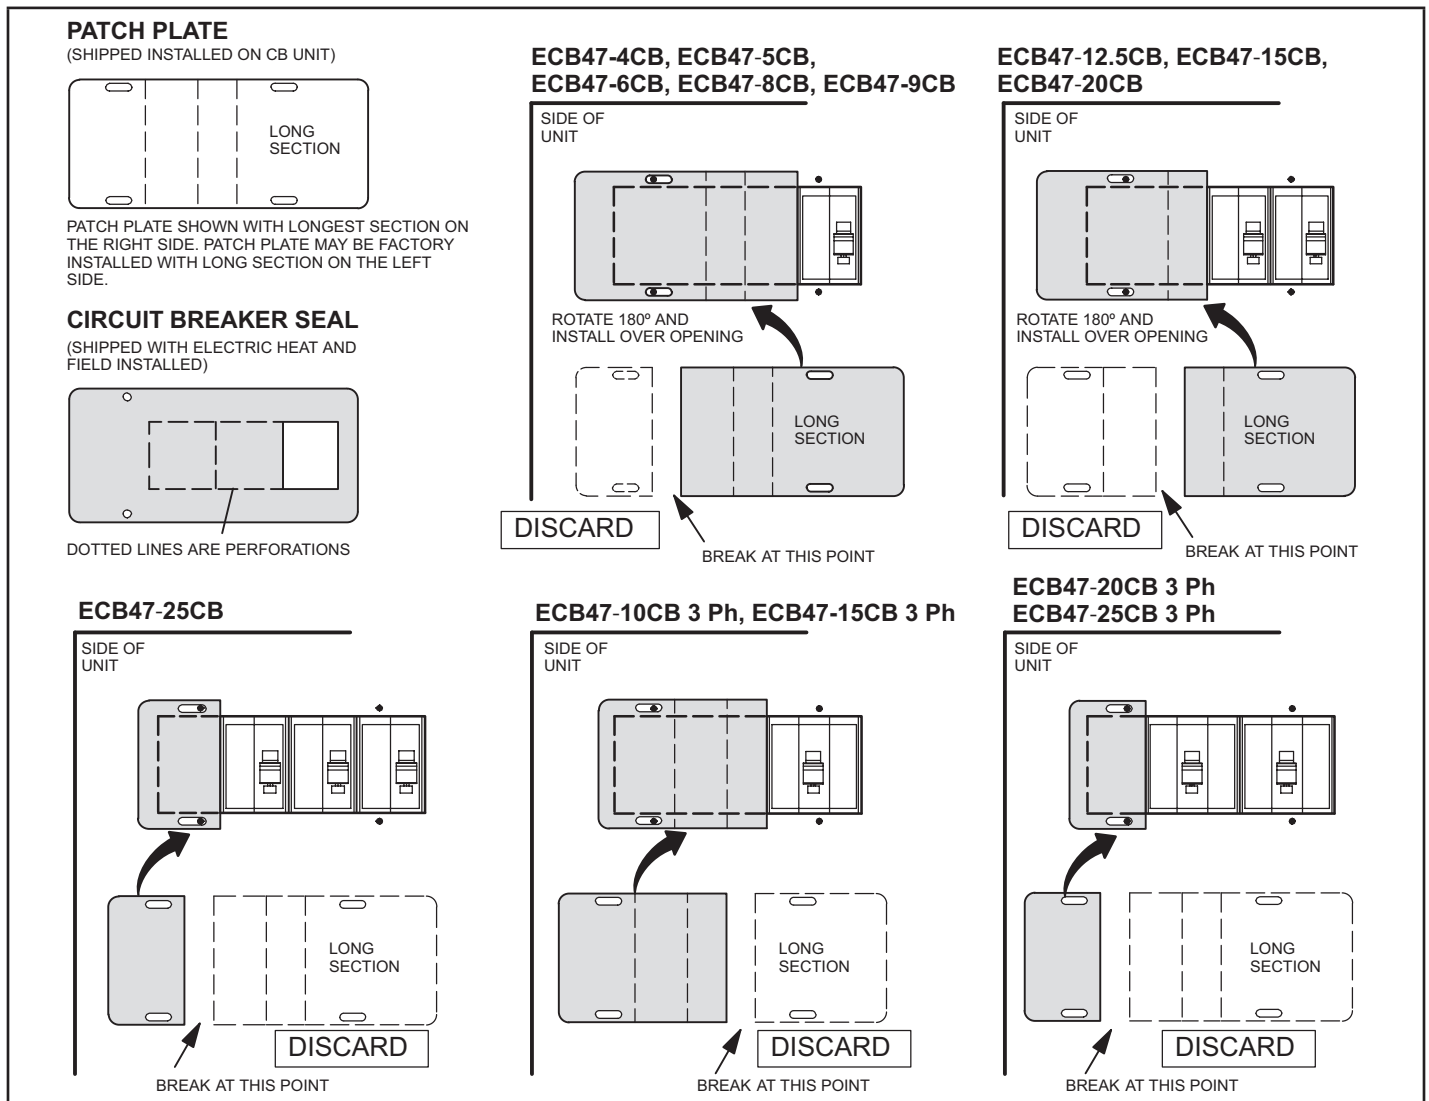 PATCH PLATE
(SHIPPED INSTALLED ON CB UNIT)
LONG
SECTION
PATCH PLATE SHOWN WITH LONGEST SECTION ON
THE RIGHT SIDE. PATCH PLATE MAY BE FACTORY
INSTALLED WITH LONG SECTION ON THE LEFT
SIDE.
CIRCUIT BREAKER SEAL
(SHIPPED WITH ELECTRIC HEAT AND
FIELD INSTALLED)
DOTTED LINES ARE PERFORATIONS
ECB47-4CB, ECB47-5CB,
ECB47-6CB, ECB47-8CB, ECB47-9CB
SIDE OF
UNIT
ROTATE 180º AND
INSTALL OVER OPENING
LONG
SECTION
DISCARD
BREAK AT THIS POINT
ECB47-12.5CB, ECB47-15CB,
ECB47-20CB
SIDE OF
UNIT
ROTATE 180º AND
INSTALL OVER OPENING
LONG
SECTION
DISCARD
BREAK AT THIS POINT
ECB47-25CB
SIDE OF
UNIT
LONG
SECTION
DISCARD
BREAK AT THIS POINT
ECB47-10CB 3 Ph, ECB47-15CB 3 Ph
SIDE OF
UNIT
LONG
SECTION
DISCARD
BREAK AT THIS POINT
ECB47-20CB 3 Ph
ECB47-25CB 3 Ph
SIDE OF
UNIT
LONG
SECTION
DISCARD
BREAK AT THIS POINT